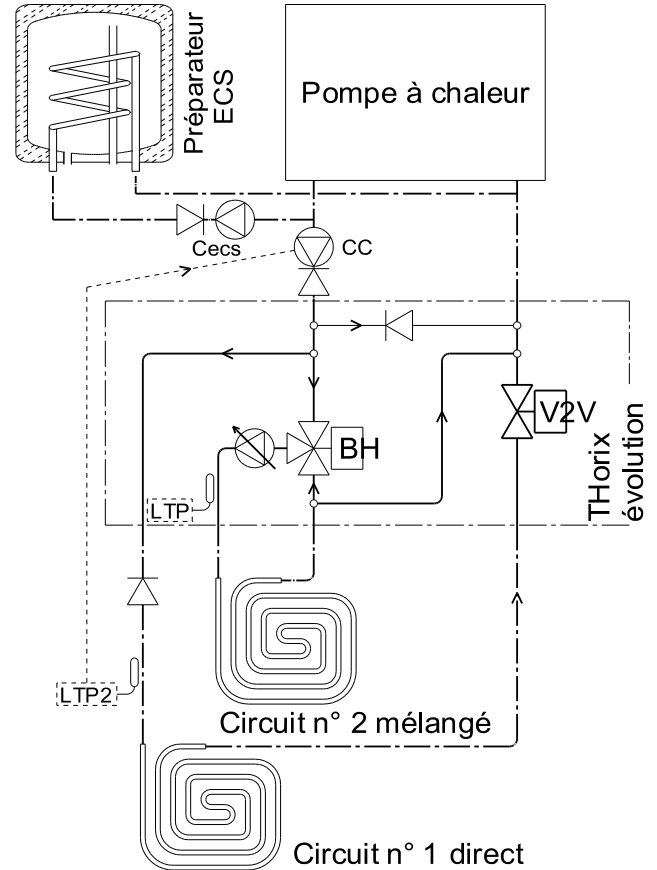 Préparateur
ECS
Pompe à chaleur
Cecs
CC
V2V
BH
THorix
évolution
LTP
LTP2
Circuit n° 2 mélangé
Circuit n° 1 direct